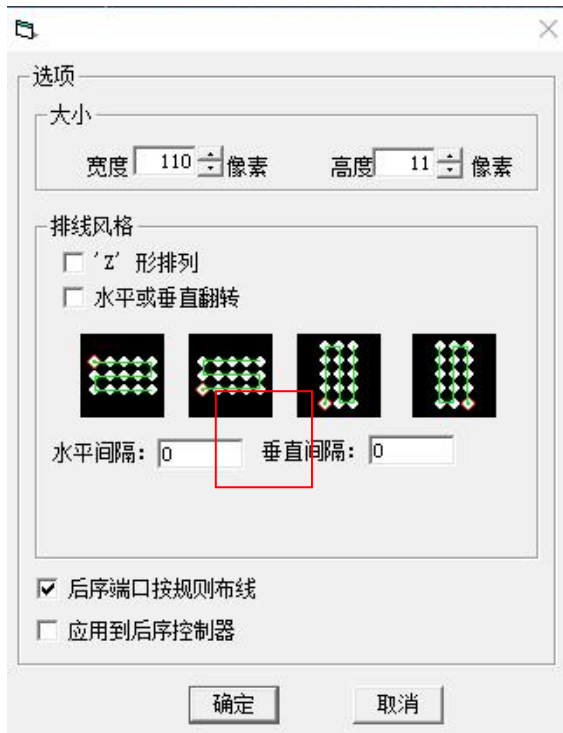 选项
大小
宽度 110 像素 高度 11 像素
排线风格
'Z' 形排列
水平或垂直翻转
水平间隔: 0 垂直间隔: 0
后序端口按规则布线
应用到后序控制器
确定 取消